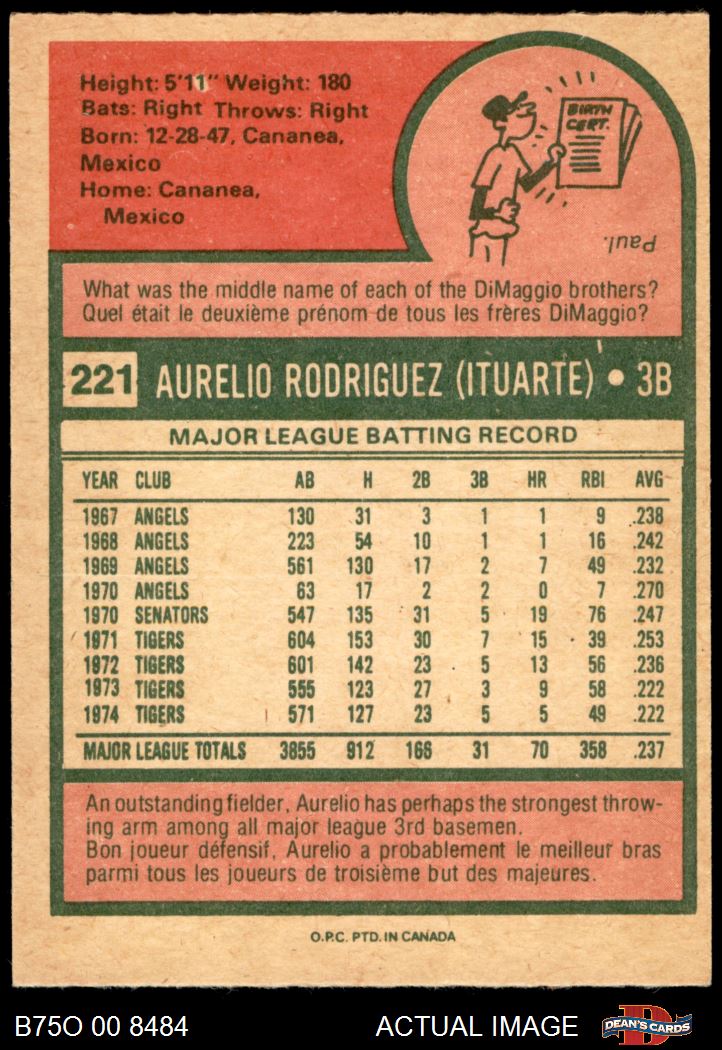 Height: 5'11" Weight: 180
Bats: Right Throws: Right
Born: 12-28-47, Cananea,
Mexico
Home: Cananea,
Mexico
BIRTH
CERT.
Paul.
What was the middle name of each of the DiMaggio brothers?
Quel était le deuxième prénom de tous les frères DiMaggio?
221 AURELIO RODRIGUEZ (ITUARTE) • 3B
MAJOR LEAGUE BATTING RECORD
YEAR CLUB AB H 2B 3B HR RBI AVG
1967 ANGELS 130 31 3 1 1 9 .238
1968 ANGELS 223 54 10 1 1 16 .242
1969 ANGELS 561 130 17 2 7 49 .232
1970 ANGELS 63 17 2 2 0 7 .270
1970 SENATORS 547 135 31 5 19 76 .247
1971 TIGERS 604 153 30 7 15 39 .253
1972 TIGERS 601 142 23 5 13 56 .236
1973 TIGERS 555 123 27 3 9 58 .222
1974 TIGERS 571 127 23 5 5 49 .222
MAJOR LEAGUE TOTALS 3855 912 166 31 70 358 .237
An outstanding fielder, Aurelio has perhaps the strongest throw-
ing arm among all major league 3rd basemen.
Bon joueur défensif, Aurelio a probablement le meilleur bras
parmi tous les joueurs de troisième but des majeures.
O.P.C. PTD. IN CANADA
B75O 00 8484 ACTUAL IMAGE DEAN'S CARDS